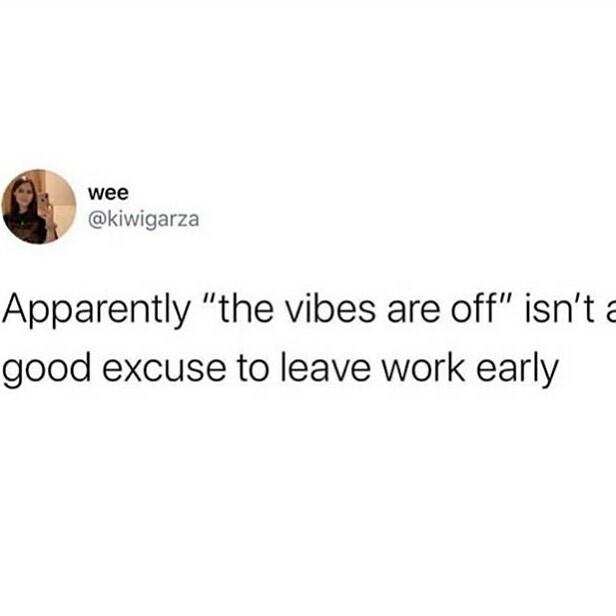 wee
@kiwigarza
Apparently "the vibes are off" isn't a
good excuse to leave work early